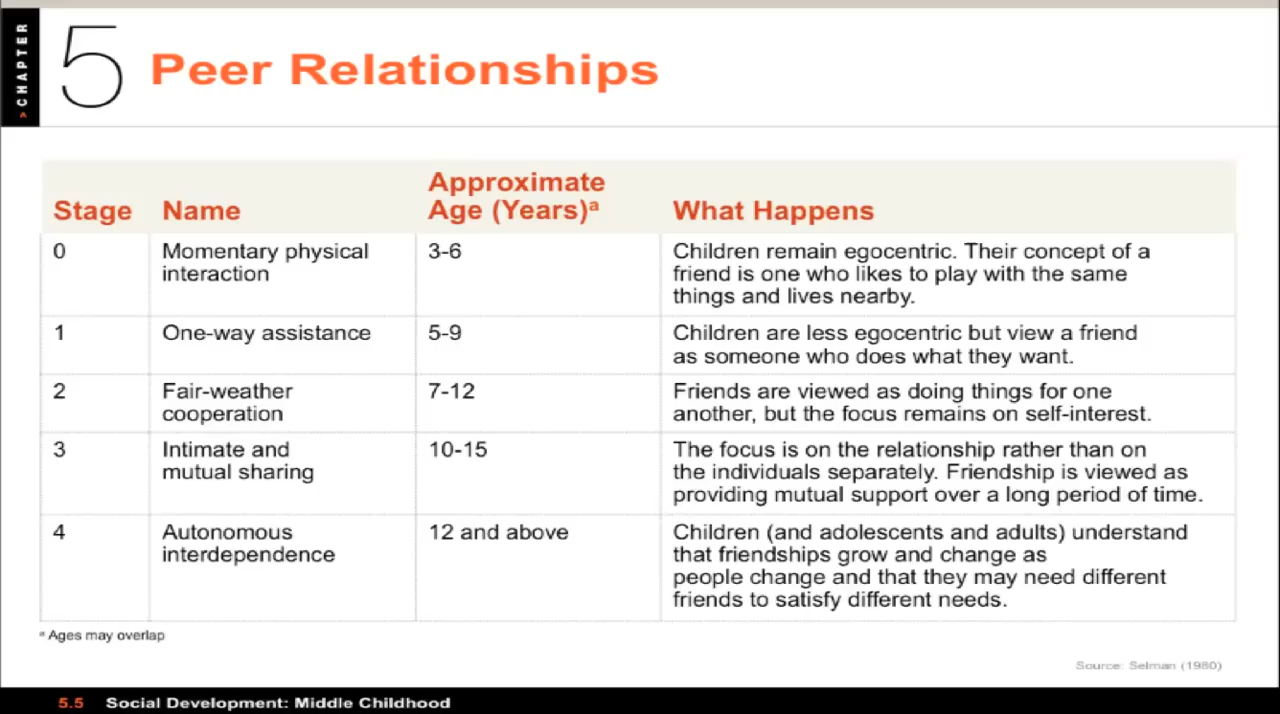 > CHAPTER
5 Peer Relationships
Stage Name Approximate Age (Years)ª What Happens
0 Momentary physical interaction 3-6 Children remain egocentric. Their concept of a
friend is one who likes to play with the same
things and lives nearby.
1 One-way assistance 5-9 Children are less egocentric but view a friend
as someone who does what they want.
2 Fair-weather cooperation 7-12 Friends are viewed as doing things for one
another, but the focus remains on self-interest.
3 Intimate and mutual sharing 10-15 The focus is on the relationship rather than on
the individuals separately. Friendship is viewed as
providing mutual support over a long period of time.
4 Autonomous interdependence 12 and above Children (and adolescents and adults) understand
that friendships grow and change as
people change and that they may need different
friends to satisfy different needs.
ª Ages may overlap
Source: Selman (1980)
5.5 Social Development: Middle Childhood